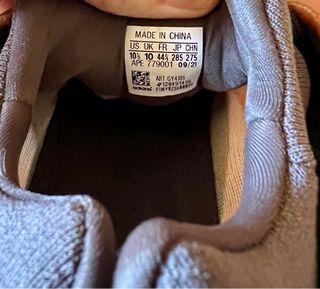 MADE IN CHINA
US UK FR JP CHN
10½ 10 44⅔ 285 275
APE 779001 09/21
ART GY4109
adidas